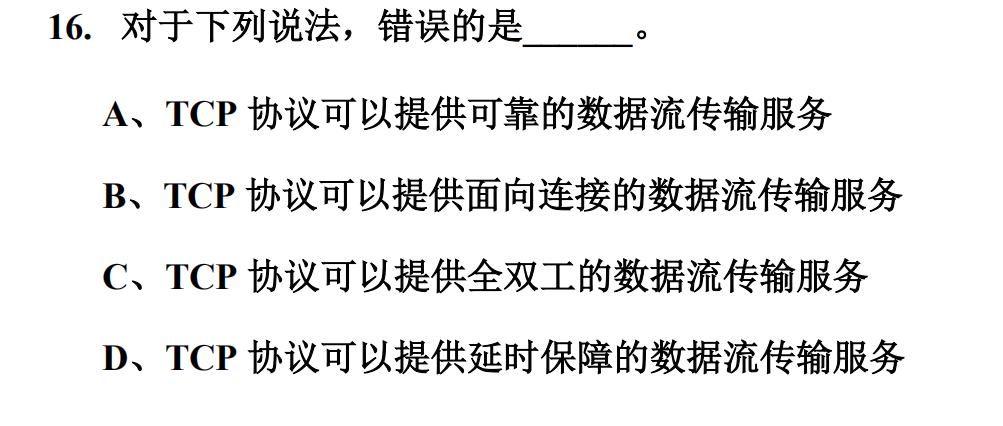 16. 对于下列说法，错误的是______。
A、TCP 协议可以提供可靠的数据流传输服务
B、TCP 协议可以提供面向连接的数据流传输服务
C、TCP 协议可以提供全双工的数据流传输服务
D、TCP 协议可以提供延时保障的数据流传输服务